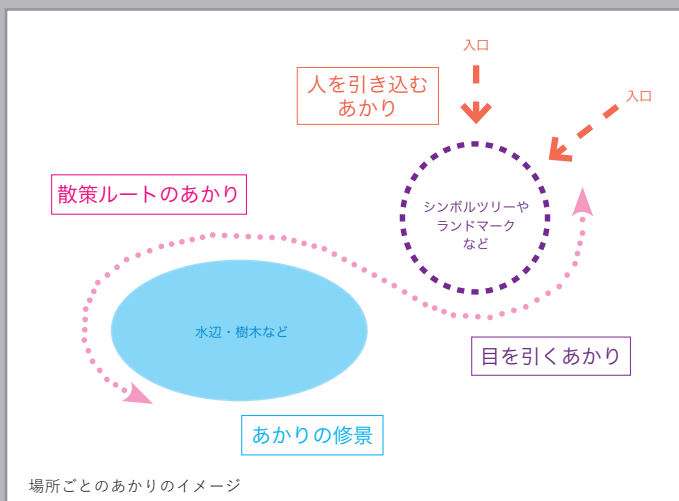 入口
人を引き込む
あかり
入口
散策ルートのあかり
シンボルツリーや
ランドマーク
など
水辺・樹木など
目を引くあかり
あかりの修景
場所ごとのあかりのイメージ